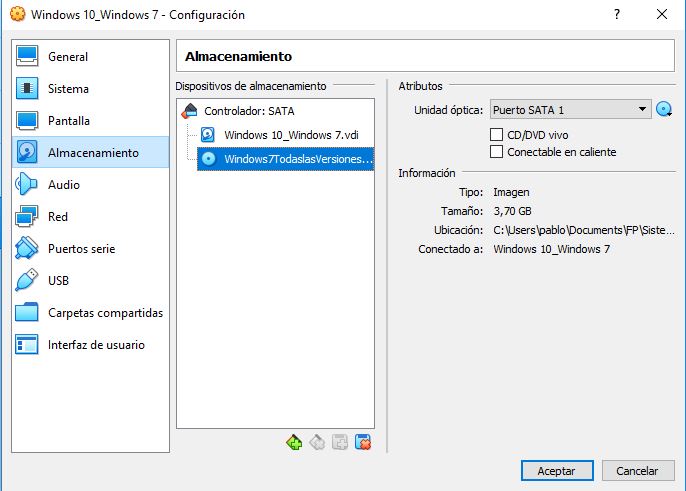 Windows 10_Windows 7 - Configuración
?
General
Sistema
Pantalla
Almacenamiento
Audio
Red
Puertos serie
USB
Carpetas compartidas
Interfaz de usuario
Almacenamiento
Dispositivos de almacenamiento
Controlador: SATA
Windows 10_Windows 7.vdi
Windows7TodaslasVersiones...
Atributos
Unidad óptica: Puerto SATA 1
CD/DVD vivo
Conectable en caliente
Información
Tipo: Imagen
Tamaño: 3,70 GB
Ubicación: C:\Users\pablo\Documents\FP\Siste...
Conectado a: Windows 10_Windows 7
Aceptar Cancelar